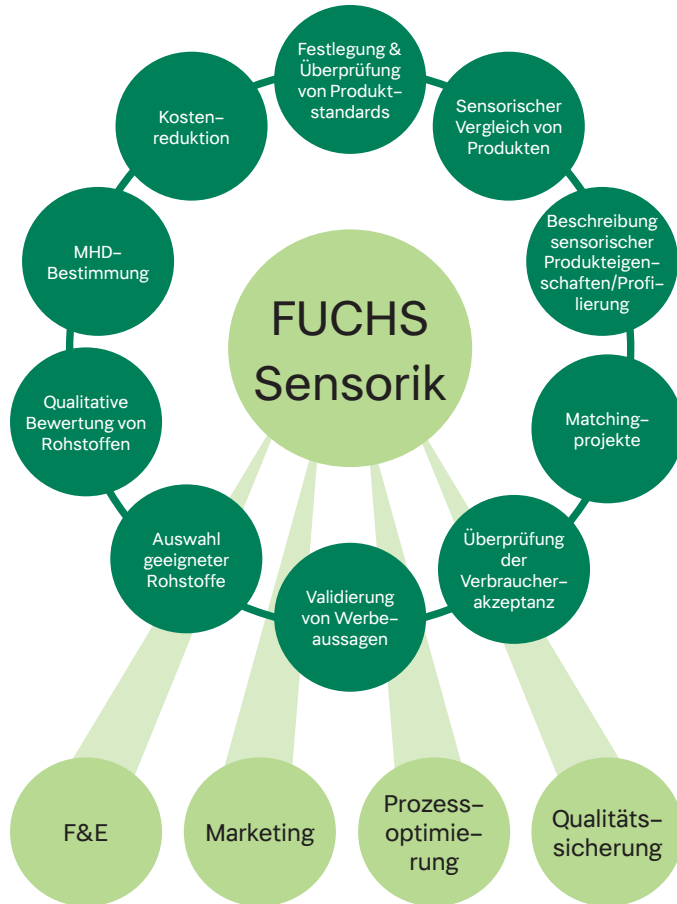 Festlegung &
Überprüfung
von Produkt-
standards
Sensorischer
Vergleich von
Produkten
Beschreibung
sensorischer
Produkteigen-
schaften/Profi-
lierung
Matching-
projekte
Überprüfung
der
Verbraucher-
akzeptanz
Validierung
von Werbe-
aussagen
Auswahl
geeigneter
Rohstoffe
Qualitative
Bewertung von
Rohstoffen
MHD-
Bestimmung
Kosten-
reduktion
FUCHS
Sensorik
F&E
Marketing
Prozess-
optimie-
rung
Qualitäts-
sicherung